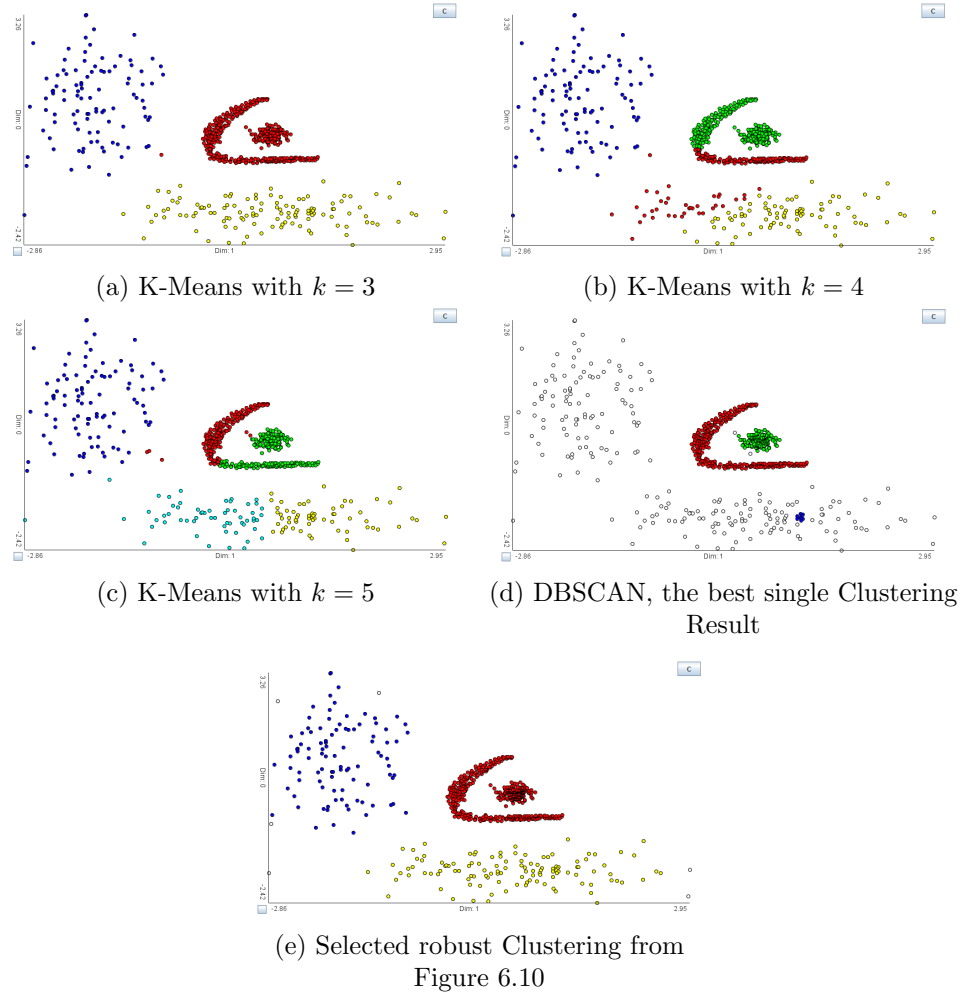 C
3.26
Dim: 0
-2.42
-2.86
Dim: 1
2.95
(a) K-Means with k = 3
C
3.26
Dim: 0
-2.42
-2.86
Dim: 1
2.95
(b) K-Means with k = 4
C
3.26
Dim: 0
-2.42
-2.86
Dim: 1
2.95
(c) K-Means with k = 5
C
3.26
Dim: 0
-2.42
-2.86
Dim: 1
2.95
(d) DBSCAN, the best single Clustering
Result
C
3.26
Dim: 0
-2.42
-2.86
Dim: 1
2.95
(e) Selected robust Clustering from
Figure 6.10